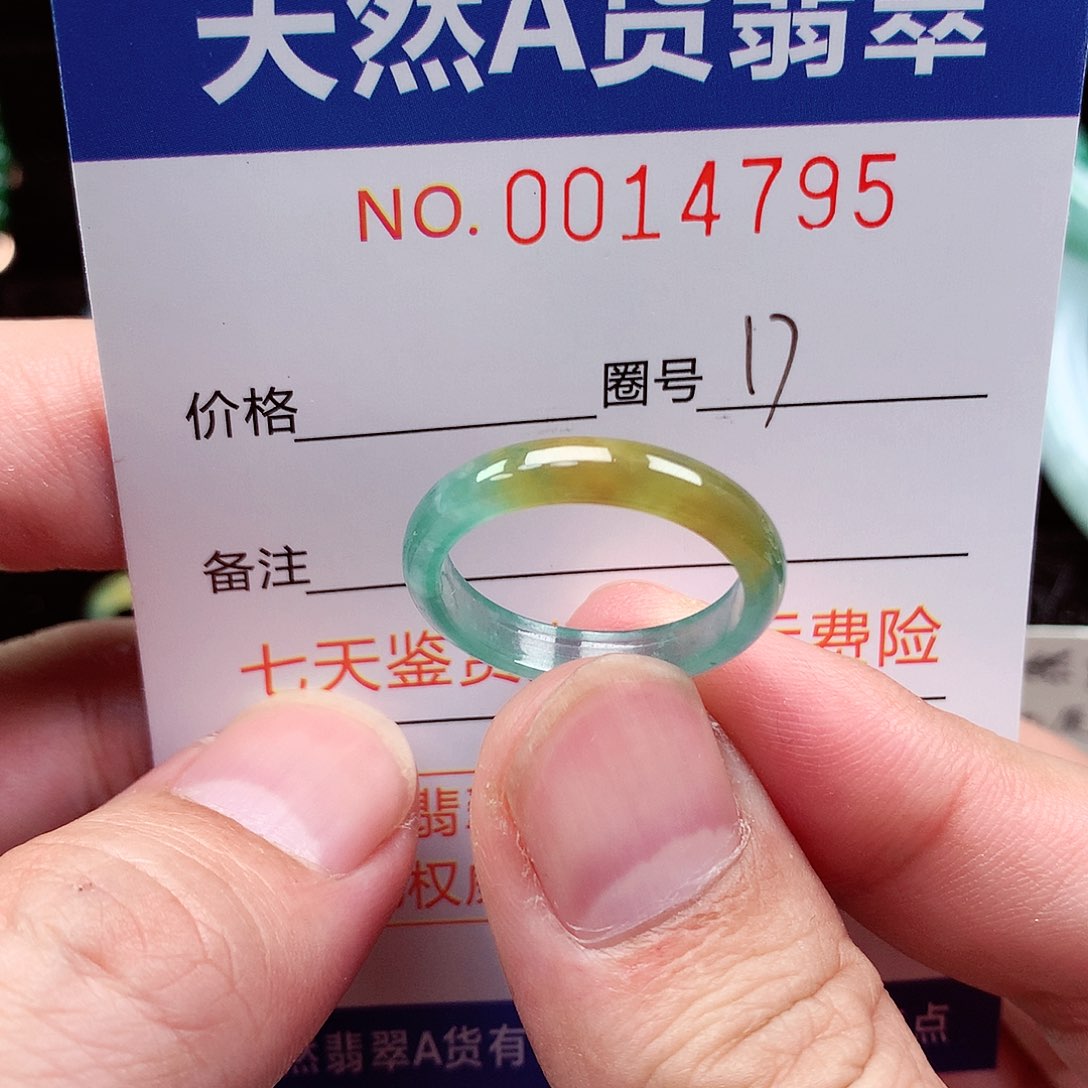 天然A货翡翠
NO. 0014795
价格 圈号 17
备注
七天鉴 费险
翡
权
翡翠A货有 点